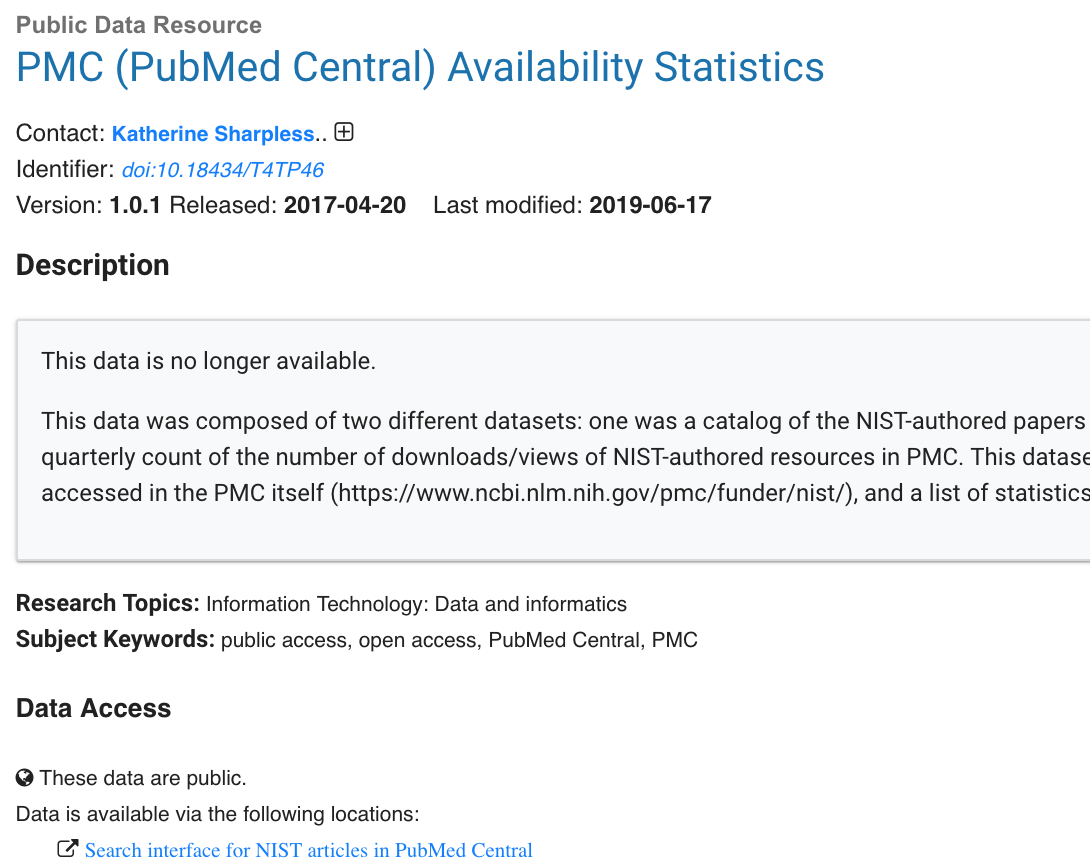 Public Data Resource
PMC (PubMed Central) Availability Statistics
Contact: Katherine Sharpless..
Identifier: doi:10.18434/T4TP46
Version: 1.0.1 Released: 2017-04-20 Last modified: 2019-06-17
Description
This data is no longer available.
This data was composed of two different datasets: one was a catalog of the NIST-authored papers
quarterly count of the number of downloads/views of NIST-authored resources in PMC. This datase
accessed in the PMC itself (https://www.ncbi.nlm.nih.gov/pmc/funder/nist/), and a list of statistics
Research Topics: Information Technology: Data and informatics
Subject Keywords: public access, open access, PubMed Central, PMC
Data Access
These data are public.
Data is available via the following locations:
Search interface for NIST articles in PubMed Central